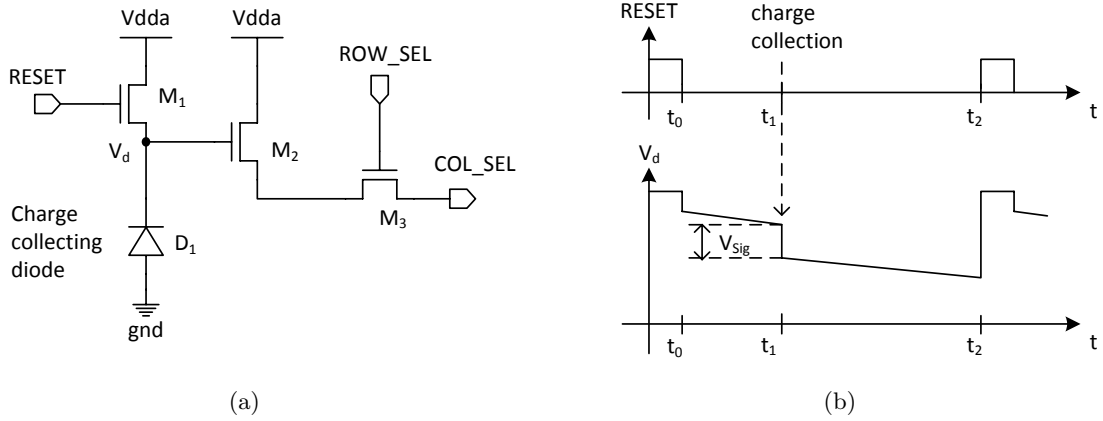 Vdda
Vdda
RESET
ROW_SEL
M1
Vd
M2
COL_SEL
M3
Charge
collecting
diode
D1
gnd
(a)
RESET
charge
collection
t0
t1
t2
t
Vd
VSig
t0
t1
t2
t
(b)